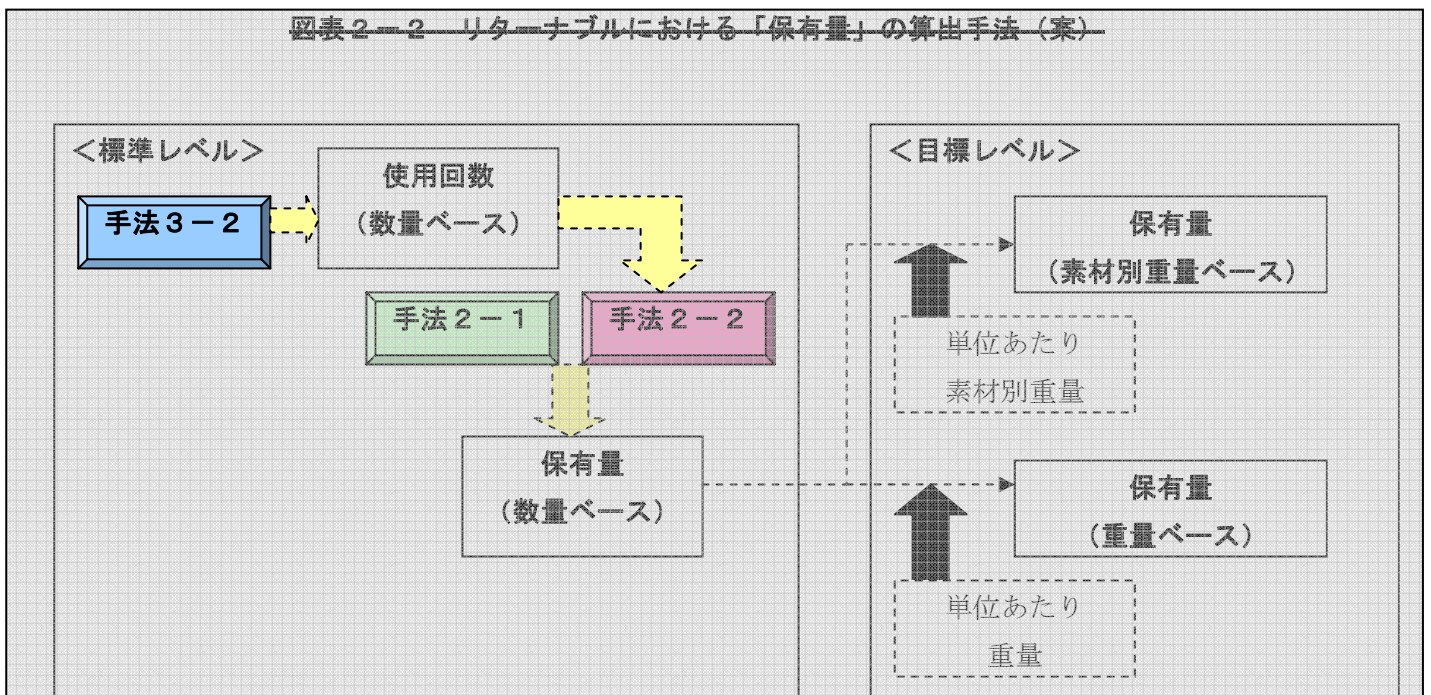 図表２－２　リターナブルにおける「保有量」の算出手法（案）
＜標準レベル＞
手法３－２
使用回数
（数量ベース）
手法２－１
手法２－２
保有量
（数量ベース）
＜目標レベル＞
保有量
（素材別重量ベース）
単位あたり
素材別重量
保有量
（重量ベース）
単位あたり
重量